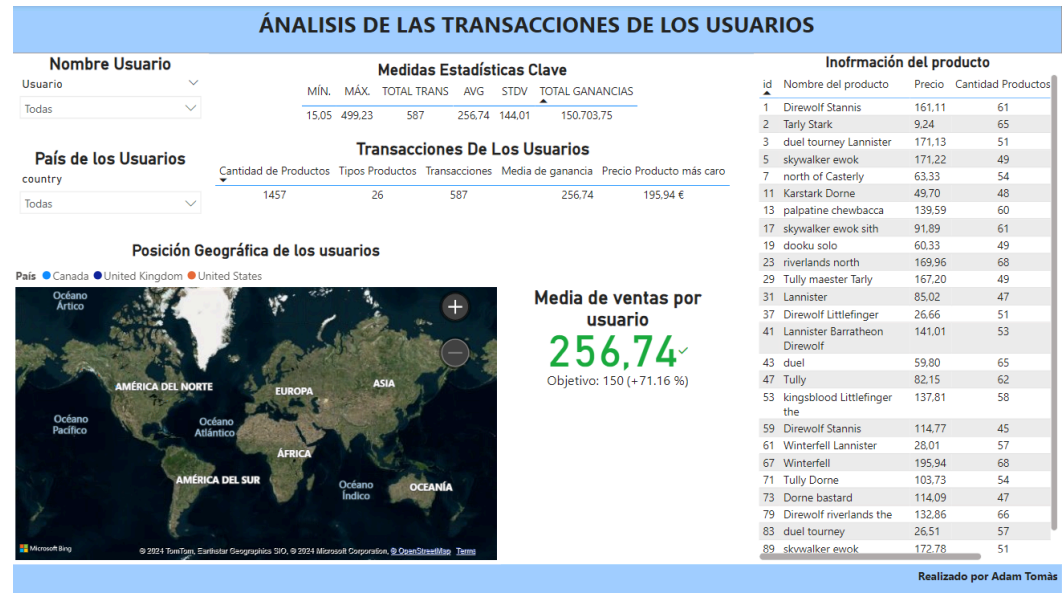 ÁNALISIS DE LAS TRANSACCIONES DE LOS USUARIOS
Nombre Usuario
Usuario
Todas
País de los Usuarios
country
Todas
Medidas Estadísticas Clave
MÍN. MÁX. TOTAL TRANS AVG STDV TOTAL GANANCIAS
15,05 499,23 587 256,74 144,01 150.703,75
Transacciones De Los Usuarios
Cantidad de Productos Tipos Productos Transacciones Media de ganancia Precio Producto más caro
1457 26 587 256,74 195,94 €
Posición Geográfica de los usuarios
País Canada United Kingdom United States
Océano
Ártico
AMÉRICA DEL NORTE
EUROPA
ASIA
Océano
Pacífico
Océano
Atlántico
ÁFRICA
AMÉRICA DEL SUR
Océano
Índico
OCEANÍA
Microsoft Bing
© 2024 TomTom, Earthstar Geographics SIO, © 2024 Microsoft Corporation, © OpenStreetMap Terms
Media de ventas por
usuario
256,74
Objetivo: 150 (+71.16 %)
Inofrmación del producto
id Nombre del producto Precio Cantidad Productos
1 Direwolf Stannis 161,11 61
2 Tarly Stark 9,24 65
3 duel tourney Lannister 171,13 51
5 skywalker ewok 171,22 49
7 north of Casterly 63,33 54
11 Karstark Dorne 49,70 48
13 palpatine chewbacca 139,59 60
17 skywalker ewok sith 91,89 61
19 dooku solo 60,33 49
23 riverlands north 169,96 68
29 Tully maester Tarly 167,20 49
31 Lannister 85,02 47
37 Direwolf Littlefinger 26,66 51
41 Lannister Barratheon 141,01 53
Direwolf
43 duel 59,80 65
47 Tully 82,15 62
53 kingsblood Littlefinger 137,81 58
the
59 Direwolf Stannis 114,77 45
61 Winterfell Lannister 28,01 57
67 Winterfell 195,94 68
71 Tully Dorne 103,73 54
73 Dorne bastard 114,09 47
79 Direwolf riverlands the 132,86 66
83 duel tourney 26,51 57
89 skywalker ewok 172,78 51
Realizado por Adam Tomàs